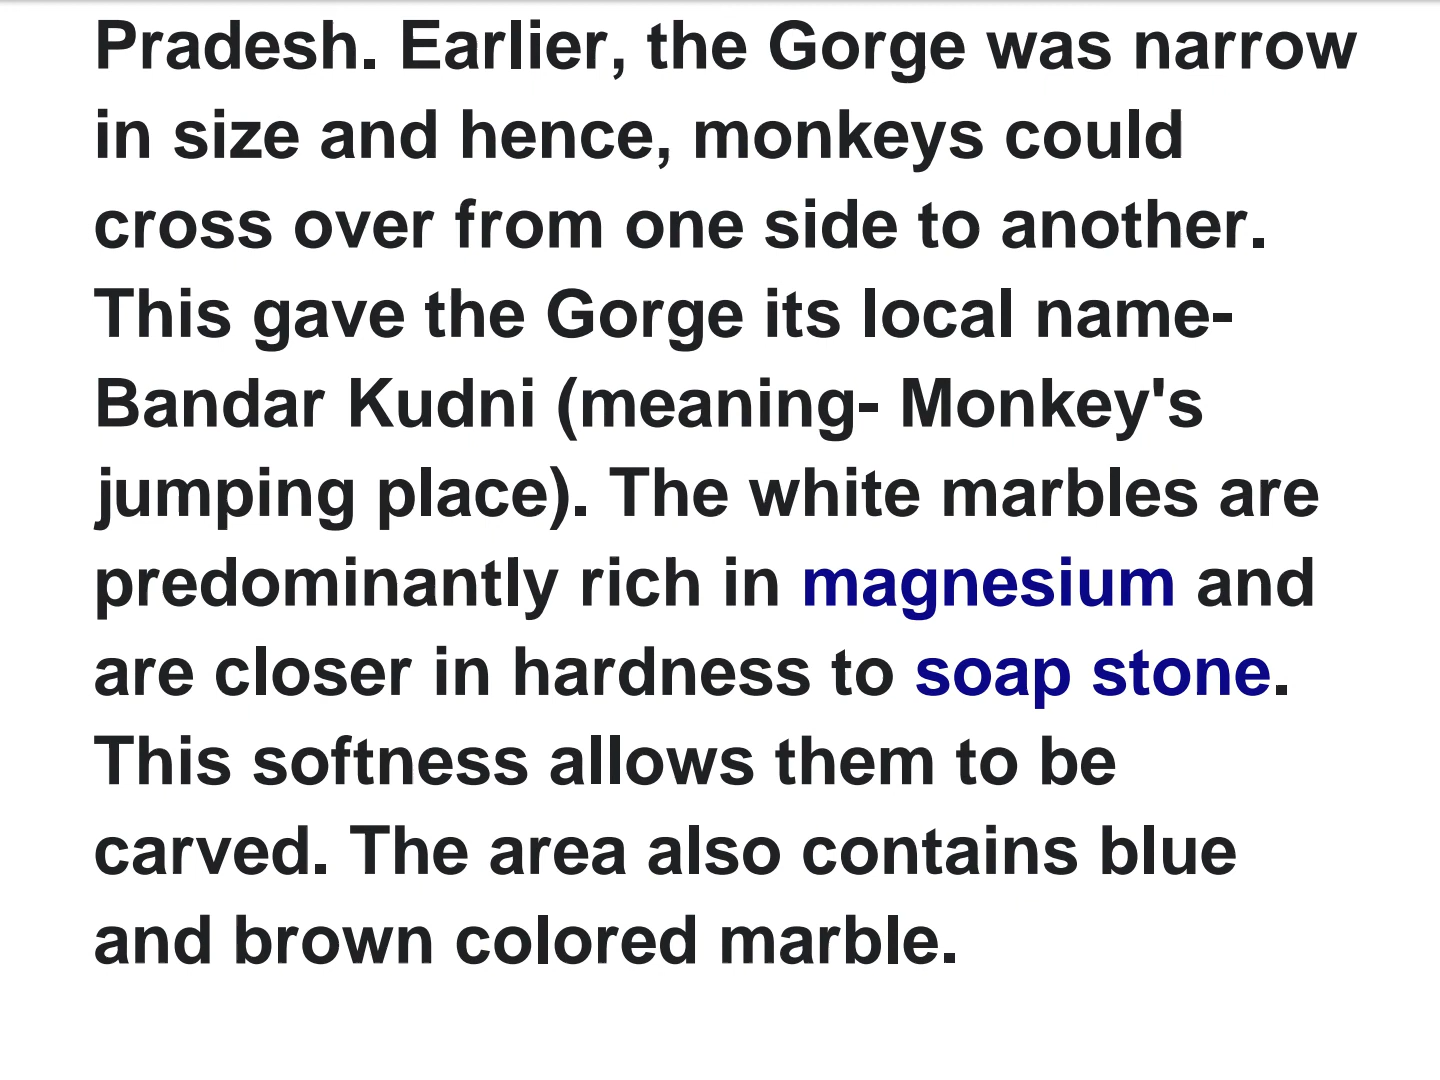 Pradesh. Earlier, the Gorge was narrow
in size and hence, monkeys could
cross over from one side to another.
This gave the Gorge its local name-
Bandar Kudni (meaning- Monkey's
jumping place). The white marbles are
predominantly rich in magnesium and
are closer in hardness to soap stone.
This softness allows them to be
carved. The area also contains blue
and brown colored marble.